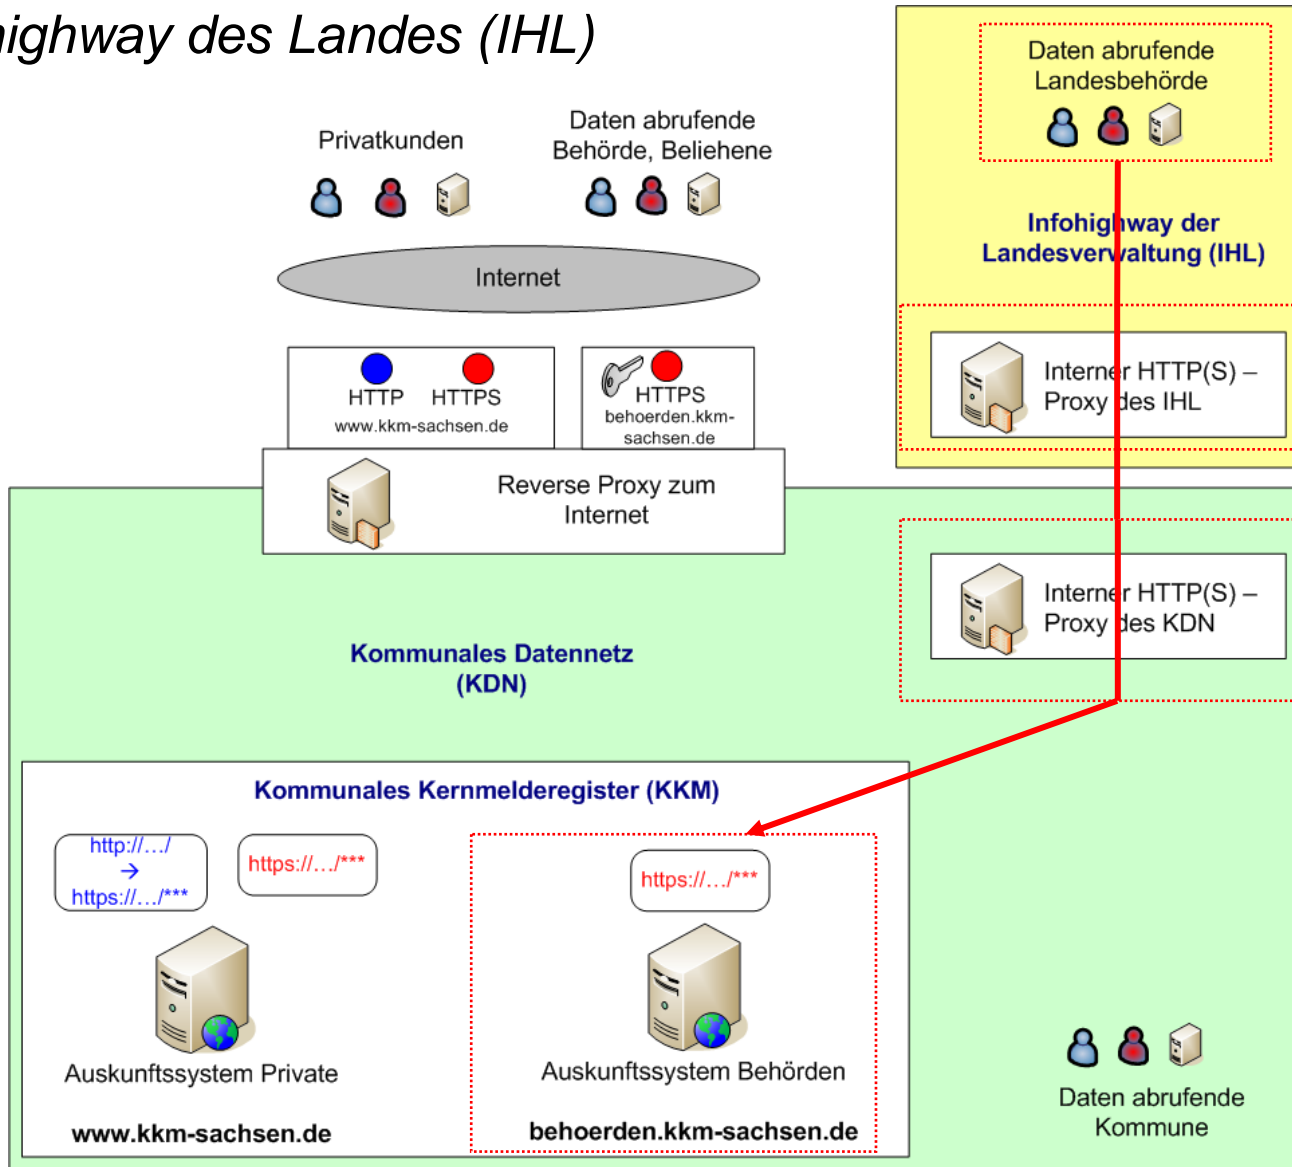 highway des Landes (IHL)
Privatkunden
Daten abrufende
Behörde, Beliehene
Daten abrufende
Landesbehörde
Infohighway der
Landesverwaltung (IHL)
Internet
HTTP HTTPS
www.kkm-sachsen.de
HTTPS
behoerden.kkm-
sachsen.de
Interner HTTP(S) –
Proxy des IHL
Reverse Proxy zum
Internet
Interner HTTP(S) –
Proxy des KDN
Kommunales Datennetz
(KDN)
Kommunales Kernmelderegister (KKM)
http://…/
→
https://…/***
https://…/***
https://…/***
Auskunftssystem Private
www.kkm-sachsen.de
Auskunftssystem Behörden
behoerden.kkm-sachsen.de
Daten abrufende
Kommune